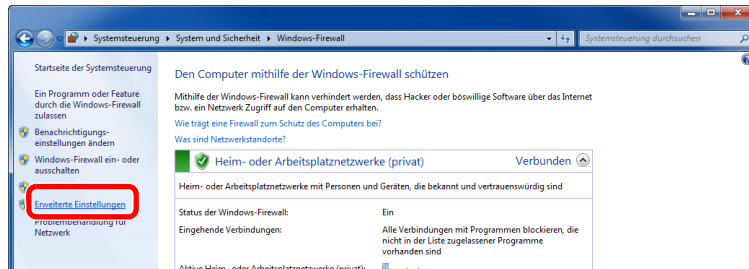 Systemsteuerung ▸ System und Sicherheit ▸ Windows-Firewall
Systemsteuerung durchsuchen
Startseite der Systemsteuerung
Ein Programm oder Feature
durch die Windows-Firewall
zulassen
Benachrichtigungs-
einstellungen ändern
Windows-Firewall ein- oder
ausschalten
Erweiterte Einstellungen
Problembehandlung für
Netzwerk
Den Computer mithilfe der Windows-Firewall schützen
Mithilfe der Windows-Firewall kann verhindert werden, dass Hacker oder böswillige Software über das Internet
bzw. ein Netzwerk Zugriff auf den Computer erhalten.
Wie trägt eine Firewall zum Schutz des Computers bei?
Was sind Netzwerkstandorte?
Heim- oder Arbeitsplatznetzwerke (privat) Verbunden
Heim- oder Arbeitsplatznetzwerke mit Personen und Geräten, die bekannt und vertrauenswürdig sind
Status der Windows-Firewall: Ein
Eingehende Verbindungen: Alle Verbindungen mit Programmen blockieren, die
nicht in der Liste zugelassener Programme
vorhanden sind
Aktive Heim- oder Arbeitsplatznetzwerke (privat):